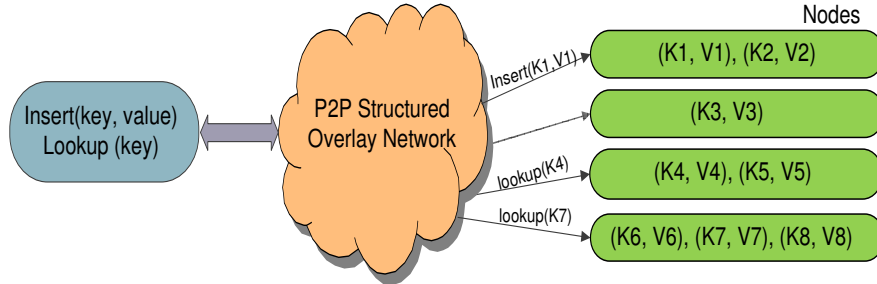 Nodes
Insert(key, value)
Lookup (key)
P2P Structured
Overlay Network
Insert(K1,V1)
lookup(K4)
lookup(K7)
(K1, V1), (K2, V2)
(K3, V3)
(K4, V4), (K5, V5)
(K6, V6), (K7, V7), (K8, V8)